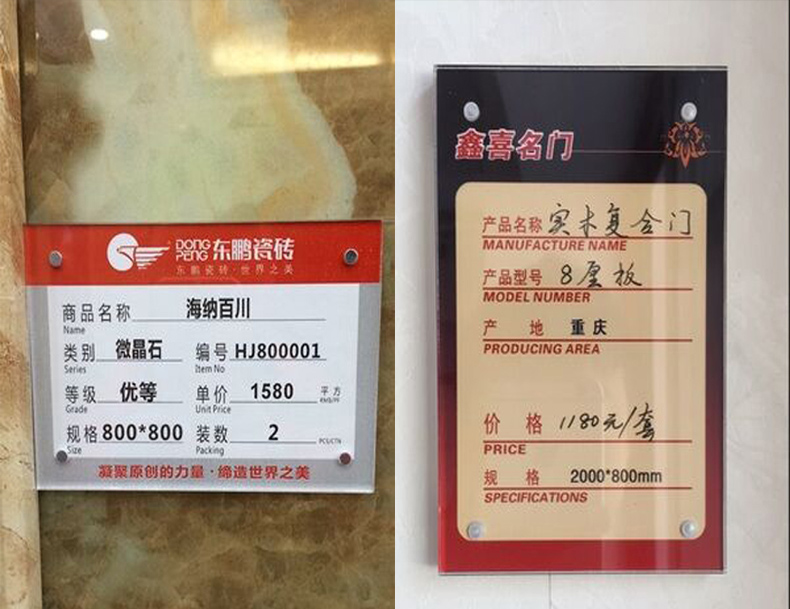 DONG PENG 东鹏瓷砖
东鹏瓷砖·世界之美
商品名称 海纳百川
Name
类别 微晶石 编号 HJ800001
Series Item No
等级 优等 单价 1580 平方
Grade Unit Price
规格 800*800 装数 2
Size Packing PCS/CTN
凝聚原创的力量·缔造世界之美
鑫喜名门
产品名称 实木复合门
MANUFACTURE NAME
产品型号 8厘板
MODEL NUMBER
产地 重庆
PRODUCING AREA
价格 1180元/套
PRICE
规格 2000*800mm
SPECIFICATIONS